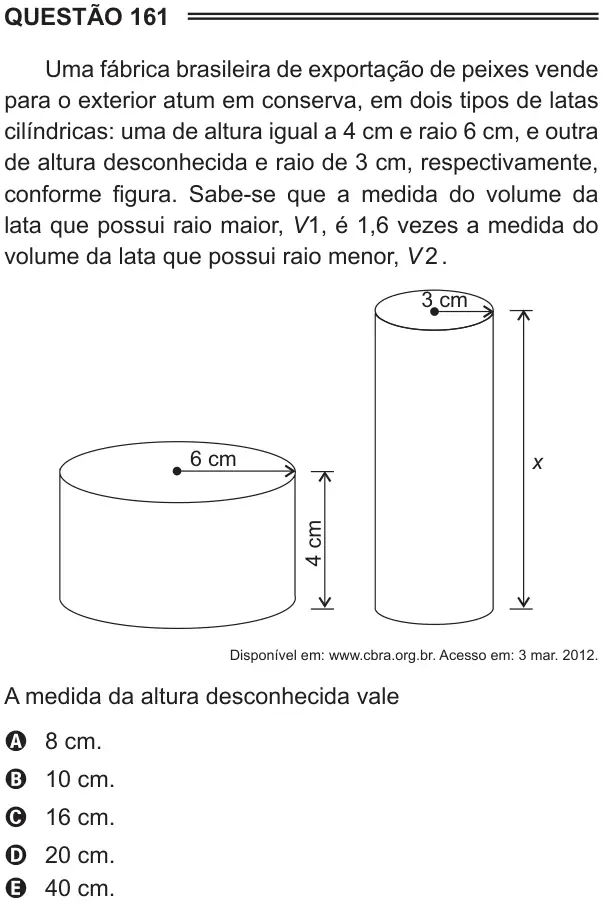 QUESTÃO 161
Uma fábrica brasileira de exportação de peixes vende
para o exterior atum em conserva, em dois tipos de latas
cilíndricas: uma de altura igual a 4 cm e raio 6 cm, e outra
de altura desconhecida e raio de 3 cm, respectivamente,
conforme figura. Sabe-se que a medida do volume da
lata que possui raio maior, V1, é 1,6 vezes a medida do
volume da lata que possui raio menor, V2.
3 cm
6 cm
x
4 cm
Disponível em: www.cbra.org.br. Acesso em: 3 mar. 2012.
A medida da altura desconhecida vale
A 8 cm.
B 10 cm.
C 16 cm.
D 20 cm.
E 40 cm.